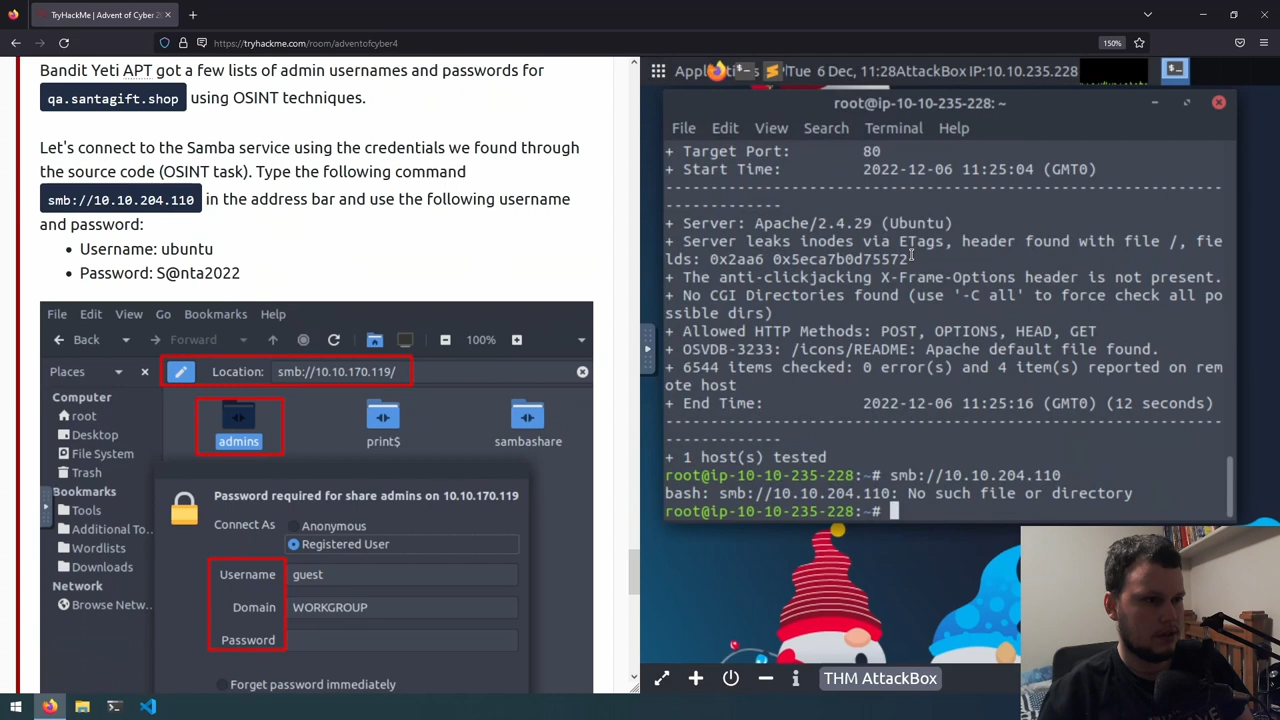 TryHackMe | Advent of Cyber 2
https://tryhackme.com/room/adventofcyber4
150%
Bandit Yeti APT got a few lists of admin usernames and passwords for
qa.santagift.shop using OSINT techniques.
Let's connect to the Samba service using the credentials we found through
the source code (OSINT task). Type the following command
smb://10.10.204.110 in the address bar and use the following username
and password:
• Username: ubuntu
• Password: S@nta2022
File Edit View Go Bookmarks Help
Back Forward 100%
Places Location: smb://10.10.170.119/
Computer
root
Desktop
File System
Trash
Bookmarks
Tools
Additional To...
Wordlists
Downloads
Network
Browse Netw...
admins print$ sambashare
Password required for share admins on 10.10.170.119
Connect As Anonymous
Registered User
Username guest
Domain WORKGROUP
Password
Forget password immediately
Tue 6 Dec, 11:28 AttackBox IP:10.10.235.228
root@ip-10-10-235-228: ~
File Edit View Search Terminal Help
+ Target Port: 80
+ Start Time: 2022-12-06 11:25:04 (GMT0)
---------------------------------------------------------------------------
+ Server: Apache/2.4.29 (Ubuntu)
+ Server leaks inodes via ETags, header found with file /, fie
lds: 0x2aa6 0x5eca7b0d75572
+ The anti-clickjacking X-Frame-Options header is not present.
+ No CGI Directories found (use '-C all' to force check all po
ssible dirs)
+ Allowed HTTP Methods: POST, OPTIONS, HEAD, GET
+ OSVDB-3233: /icons/README: Apache default file found.
+ 6544 items checked: 0 error(s) and 4 item(s) reported on rem
ote host
+ End Time: 2022-12-06 11:25:16 (GMT0) (12 seconds)
---------------------------------------------------------------------------
+ 1 host(s) tested
root@ip-10-10-235-228:~# smb://10.10.204.110
bash: smb://10.10.204.110: No such file or directory
root@ip-10-10-235-228:~#
THM AttackBox